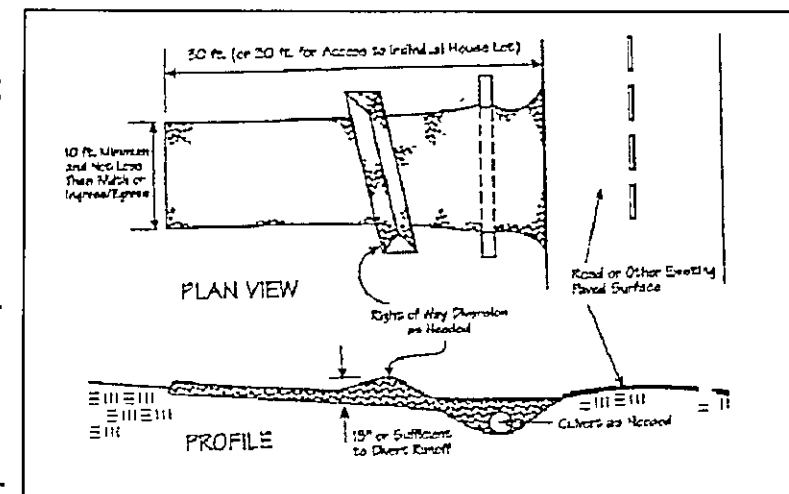 30 ft. (or 20 ft. for Access to Individual House Lot)
10 ft. Minimum
and Not Less
Than Width of
Ingress/Egress
PLAN VIEW
Right of Way Diversion
as Needed
Road or Other Existing
Paved Surface
PROFILE
18" or Sufficient
to Divert Runoff
Culvert as Needed